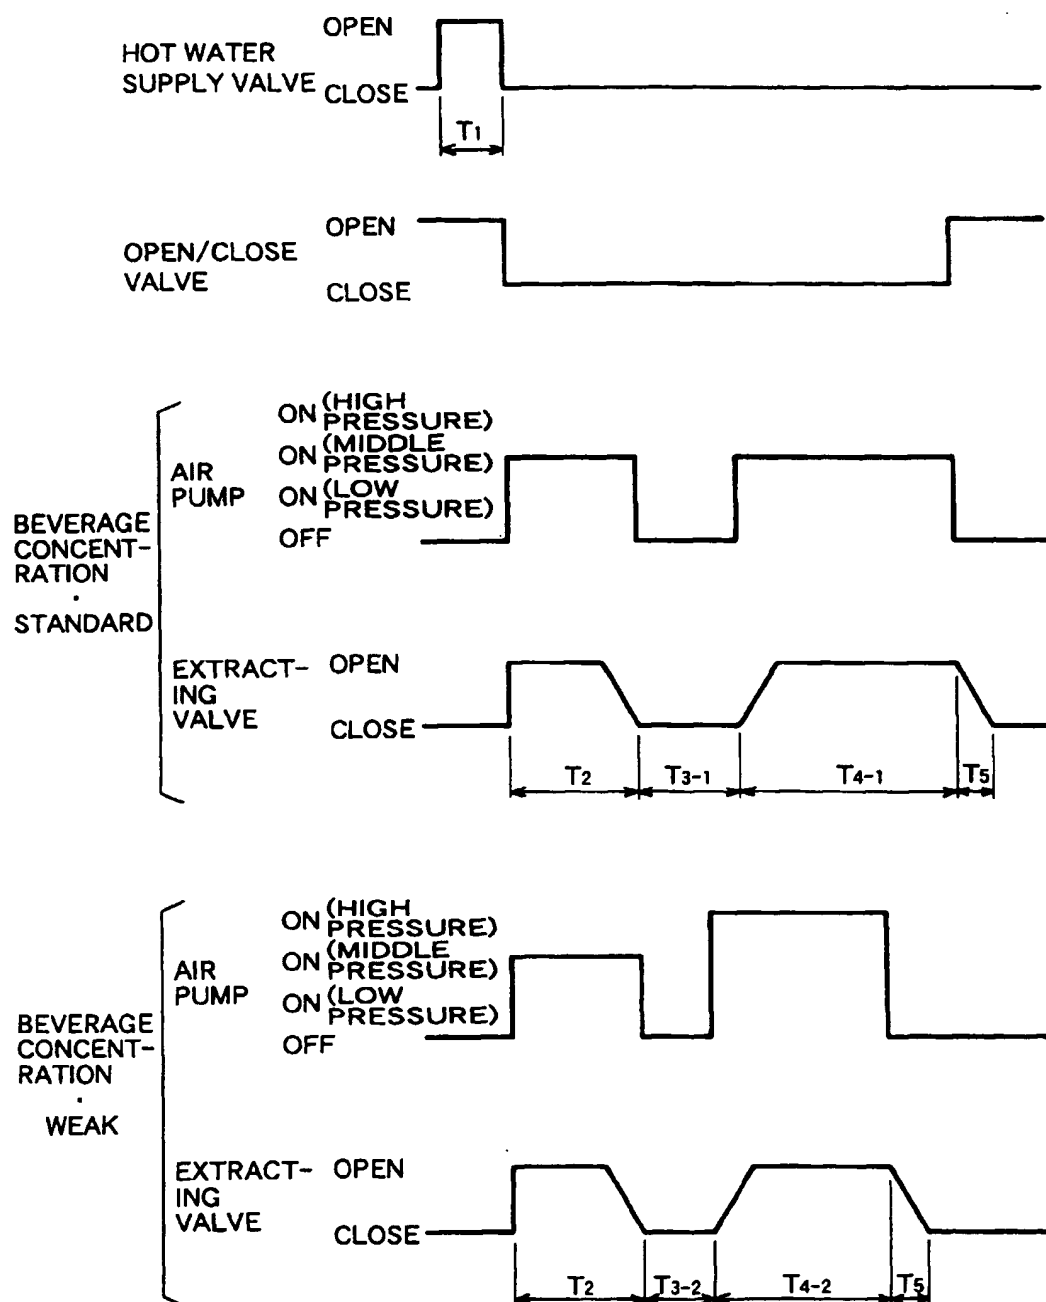 OPEN
HOT WATER
SUPPLY VALVE
CLOSE
T1
OPEN
OPEN/CLOSE
VALVE
CLOSE
BEVERAGE
CONCENT-
RATION
·
STANDARD
AIR
PUMP
ON (HIGH
PRESSURE)
ON (MIDDLE
PRESSURE)
ON (LOW
PRESSURE)
OFF
EXTRACT-
ING
VALVE
OPEN
CLOSE
T2
T3-1
T4-1
T5
BEVERAGE
CONCENT-
RATION
·
WEAK
AIR
PUMP
ON (HIGH
PRESSURE)
ON (MIDDLE
PRESSURE)
ON (LOW
PRESSURE)
OFF
EXTRACT-
ING
VALVE
OPEN
CLOSE
T2
T3-2
T4-2
T5